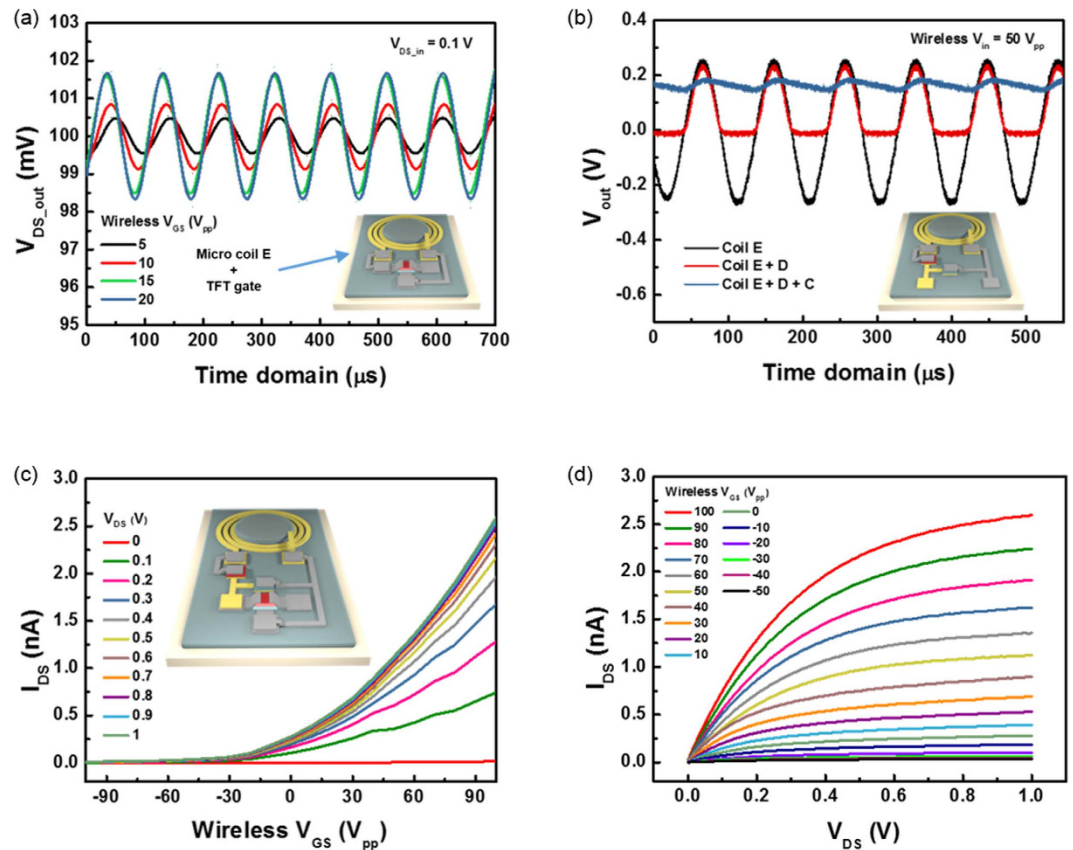 (a)
103
102
101
100
99
98
97
96
95
V_DS_out (mV)
V_DS_in = 0.1 V
Wireless V_GS (V_pp)
5
10
15
20
Micro coil E
+
TFT gate
0 100 200 300 400 500 600 700
Time domain (μs)
(b)
0.4
0.2
0.0
-0.2
-0.4
-0.6
V_out (V)
Wireless V_in = 50 V_pp
Coil E
Coil E + D
Coil E + D + C
0 100 200 300 400 500
Time domain (μs)
(c)
3.0
2.5
2.0
1.5
1.0
0.5
0.0
I_DS (nA)
V_DS (V)
0
0.1
0.2
0.3
0.4
0.5
0.6
0.7
0.8
0.9
1
-90 -60 -30 0 30 60 90
Wireless V_GS (V_pp)
(d)
3.0
2.5
2.0
1.5
1.0
0.5
0.0
I_DS (nA)
Wireless V_GS (V_pp)
100 0
90 -10
80 -20
70 -30
60 -40
50 -50
40
30
20
10
0.0 0.2 0.4 0.6 0.8 1.0
V_DS (V)